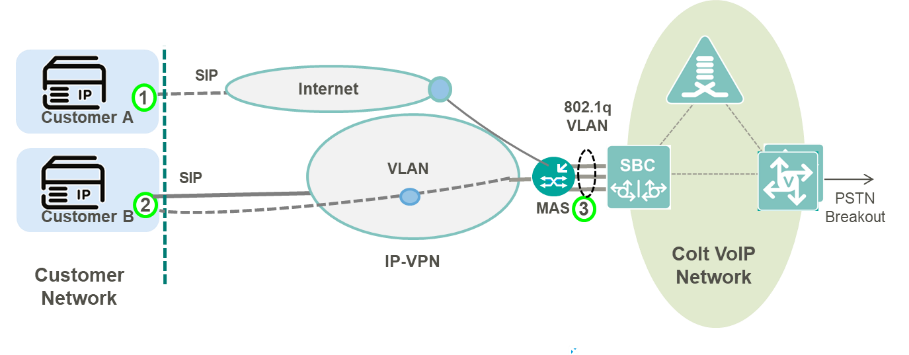 IP
Customer A
1
SIP
Internet
802.1q
VLAN
IP
Customer B
2
SIP
VLAN
IP-VPN
MAS
3
SBC
V
PSTN
Breakout
Colt VoIP
Network
Customer
Network